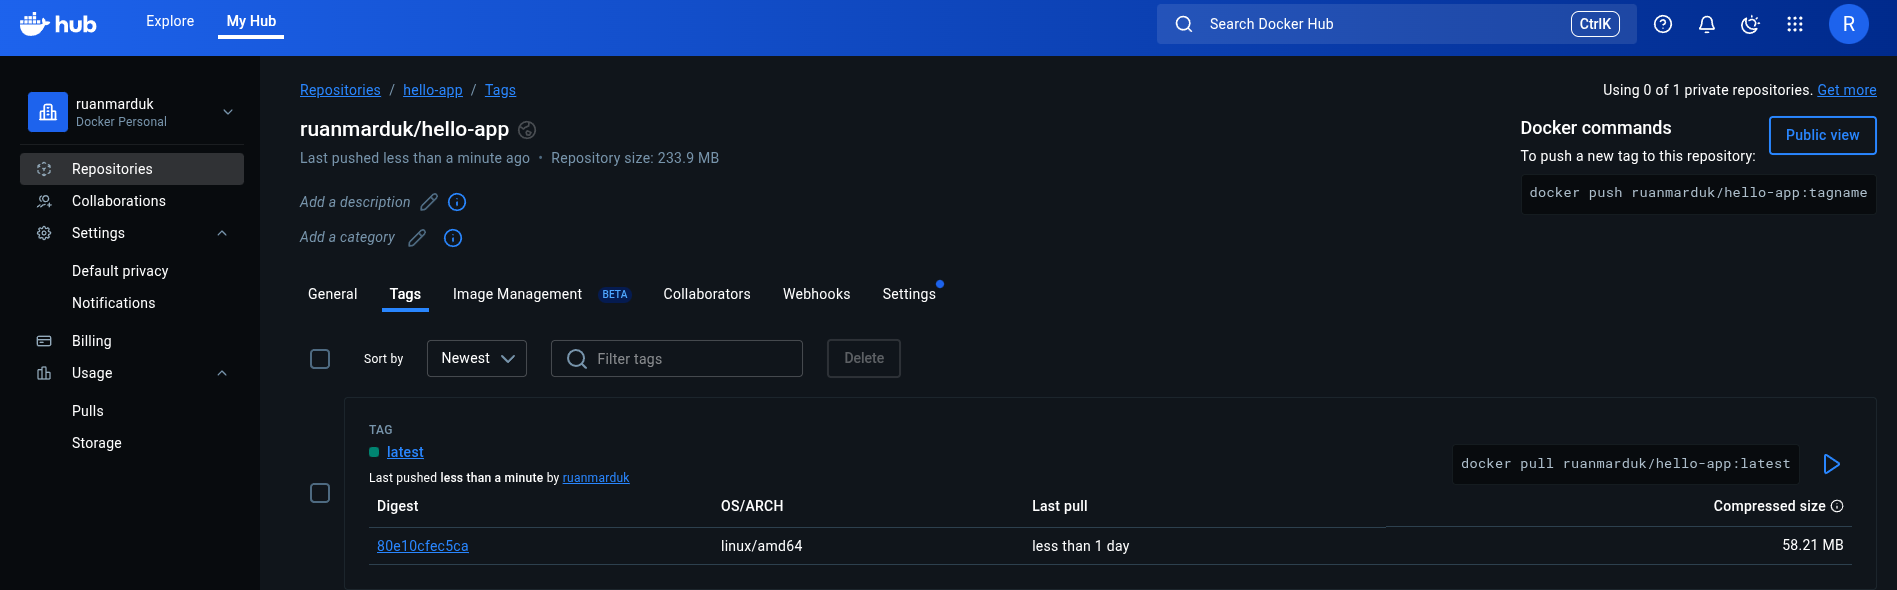 hub
Explore
My Hub
Search Docker Hub
CtrlK
R
ruanmarduk
Docker Personal
Repositories
Collaborations
Settings
Default privacy
Notifications
Billing
Usage
Pulls
Storage
Repositories / hello-app / Tags
Using 0 of 1 private repositories. Get more
ruanmarduk/hello-app
Last pushed less than a minute ago • Repository size: 233.9 MB
Add a description
Add a category
Docker commands
Public view
To push a new tag to this repository:
docker push ruanmarduk/hello-app:tagname
General
Tags
Image Management BETA
Collaborators
Webhooks
Settings
Sort by
Newest
Filter tags
Delete
TAG
latest
Last pushed less than a minute by ruanmarduk
docker pull ruanmarduk/hello-app:latest
Digest OS/ARCH Last pull Compressed size
80e10cfec5ca linux/amd64 less than 1 day 58.21 MB